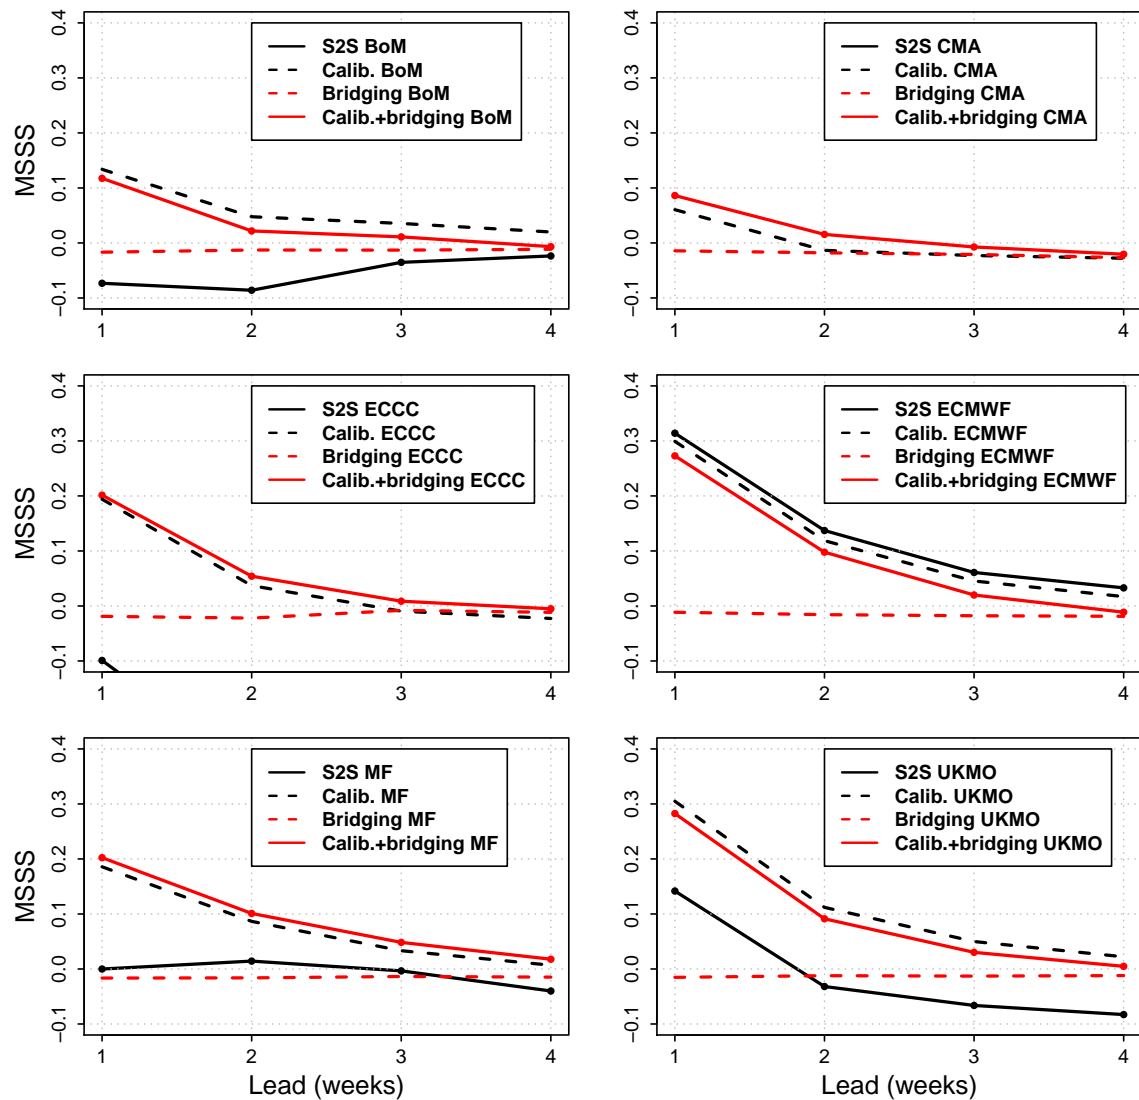 MSSS
0.4
0.3
0.2
0.1
0.0
−0.1
S2S BoM
Calib. BoM
Bridging BoM
Calib.+bridging BoM
1 2 3 4
0.4
0.3
0.2
0.1
0.0
−0.1
S2S CMA
Calib. CMA
Bridging CMA
Calib.+bridging CMA
1 2 3 4
MSSS
0.4
0.3
0.2
0.1
0.0
−0.1
S2S ECCC
Calib. ECCC
Bridging ECCC
Calib.+bridging ECCC
1 2 3 4
0.4
0.3
0.2
0.1
0.0
−0.1
S2S ECMWF
Calib. ECMWF
Bridging ECMWF
Calib.+bridging ECMWF
1 2 3 4
MSSS
0.4
0.3
0.2
0.1
0.0
−0.1
S2S MF
Calib. MF
Bridging MF
Calib.+bridging MF
1 2 3 4
Lead (weeks)
0.4
0.3
0.2
0.1
0.0
−0.1
S2S UKMO
Calib. UKMO
Bridging UKMO
Calib.+bridging UKMO
1 2 3 4
Lead (weeks)